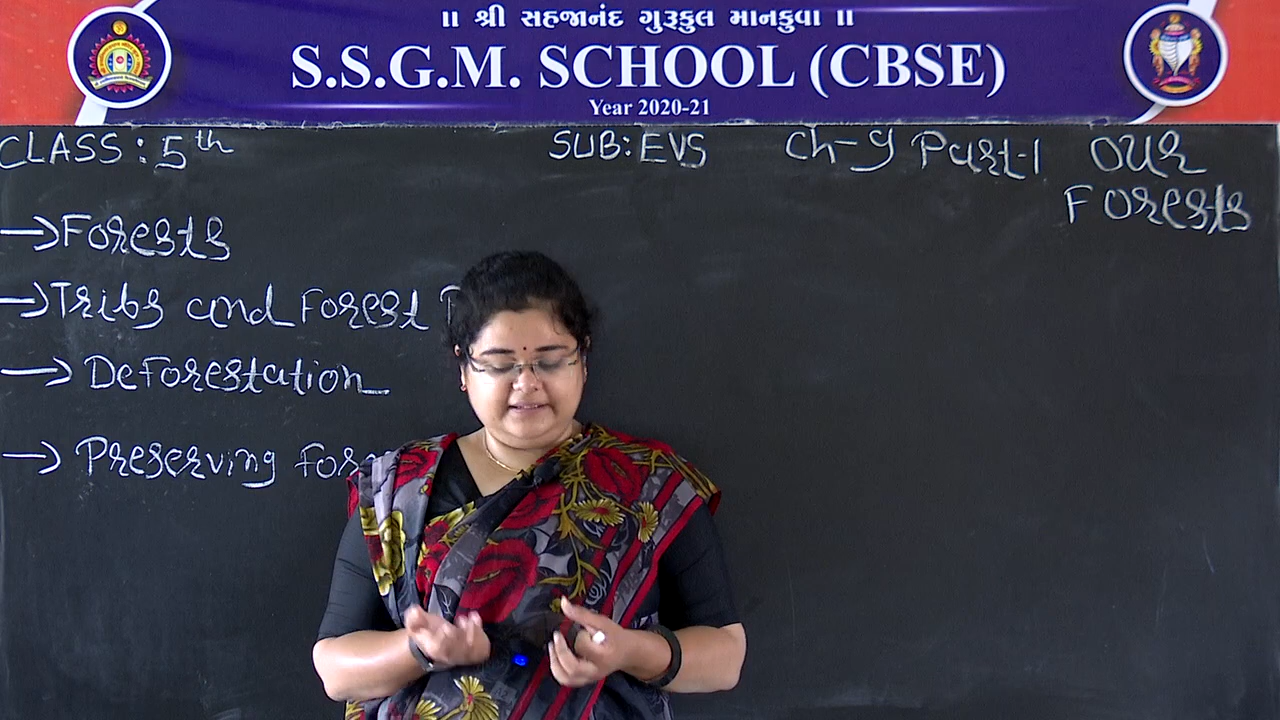 ॥ શ્રી સહજાનંદ ગુરૂકુલ માનકુવા ॥
S.S.G.M. SCHOOL (CBSE)
Year 2020-21
CLASS: 5th SUB: EVS Ch-9 Part-1 OUR
FORESTS
→Forests
→Tribs and Forest
→ Deforestation
→ Preserving